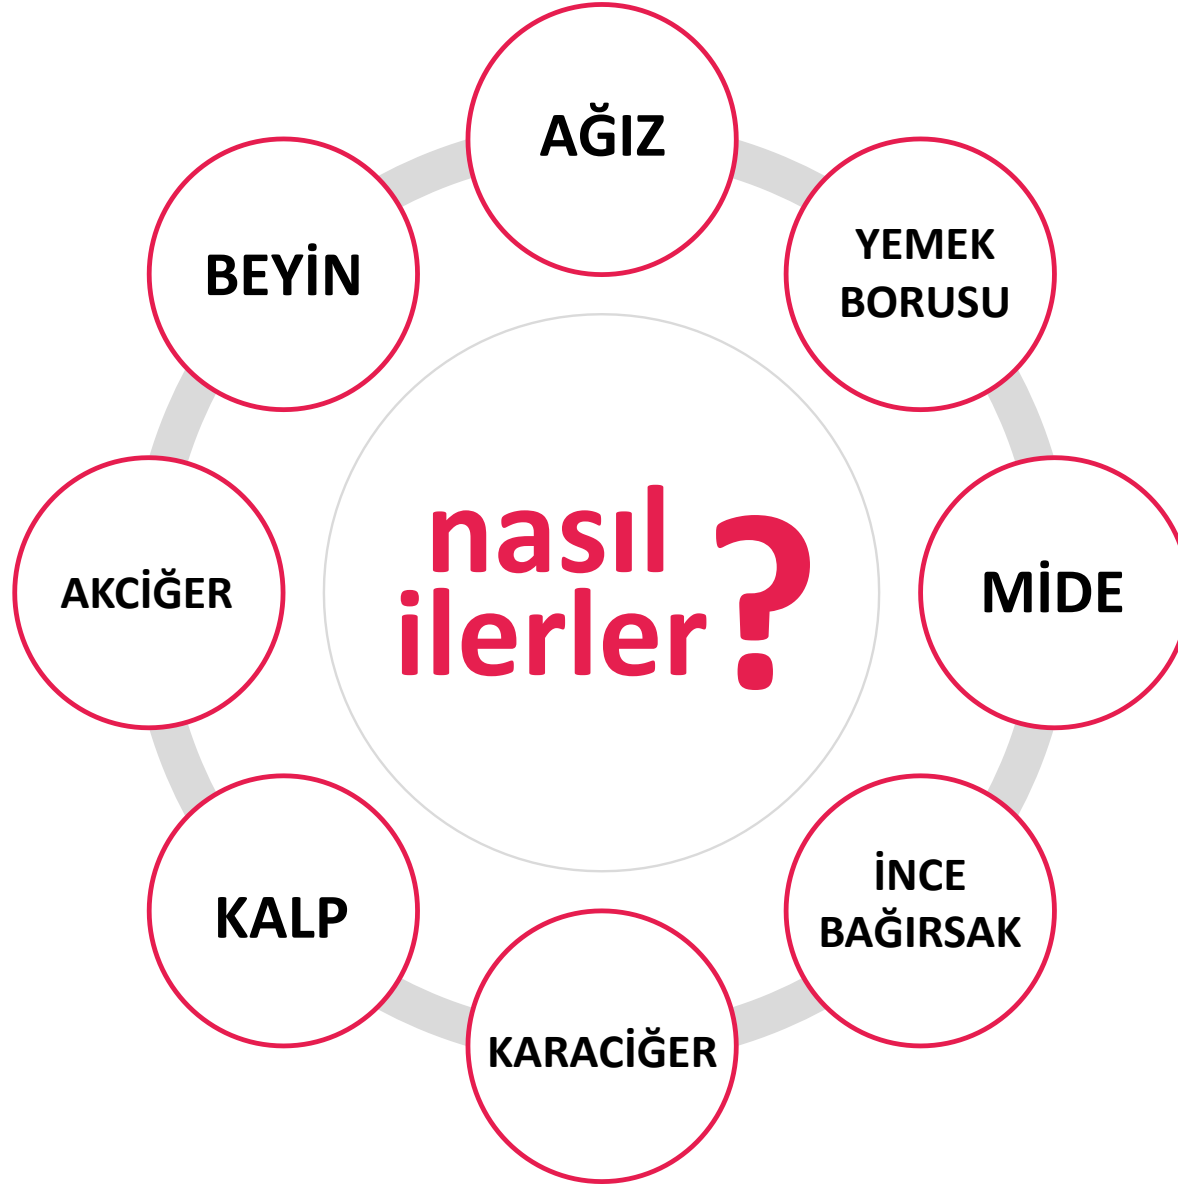 AĞIZ
YEMEK
BORUSU
MİDE
İNCE
BAĞIRSAK
KARACİĞER
KALP
AKCİĞER
BEYİN
nasıl
ilerler?